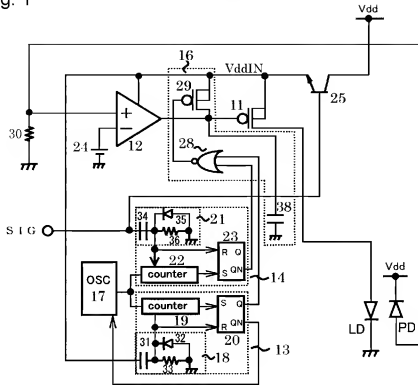 g. 1
Vdd
16
VddIN
29
11
25
+
−
12
30
24
28
38
SIG
34
35
36
21
23
R Q
S QN
22
counter
14
OSC
17
counter
19
S Q
R QN
20
31
32
33
18
13
Vdd
LD
PD